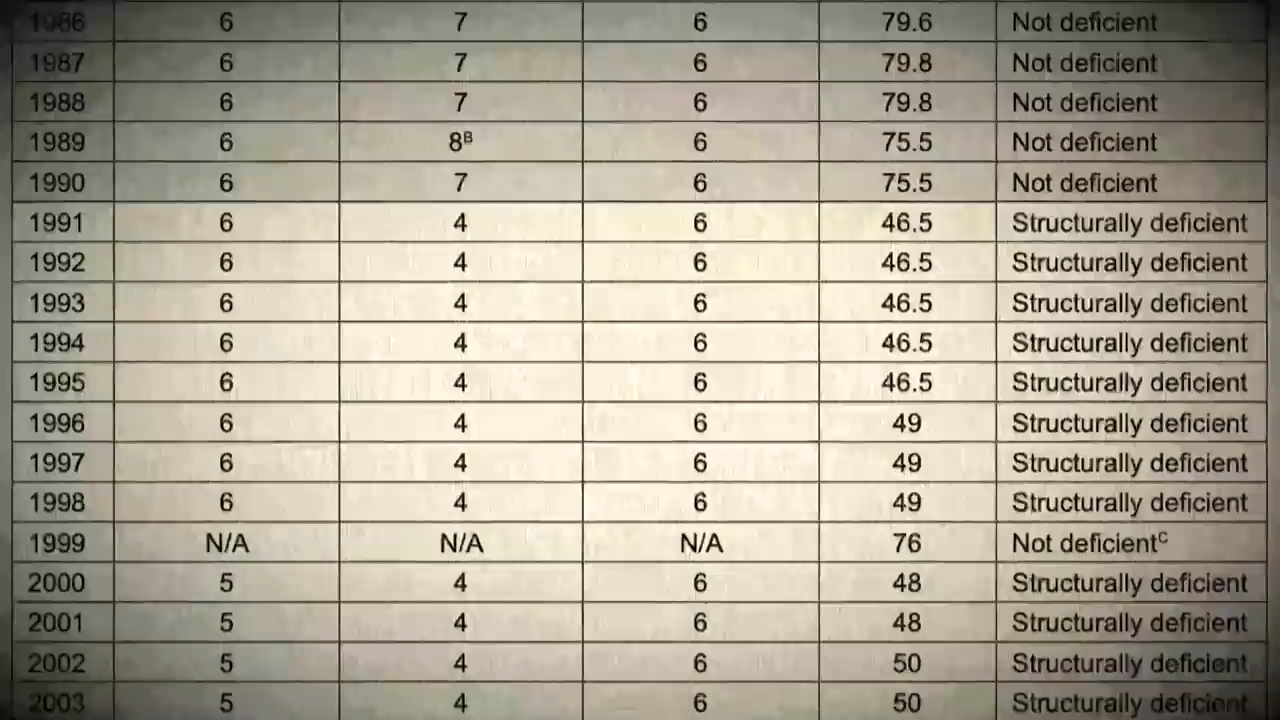 1986 6 7 6 79.6 Not deficient
1987 6 7 6 79.8 Not deficient
1988 6 7 6 79.8 Not deficient
1989 6 8ᴮ 6 75.5 Not deficient
1990 6 7 6 75.5 Not deficient
1991 6 4 6 46.5 Structurally deficient
1992 6 4 6 46.5 Structurally deficient
1993 6 4 6 46.5 Structurally deficient
1994 6 4 6 46.5 Structurally deficient
1995 6 4 6 46.5 Structurally deficient
1996 6 4 6 49 Structurally deficient
1997 6 4 6 49 Structurally deficient
1998 6 4 6 49 Structurally deficient
1999 N/A N/A N/A 76 Not deficientᶜ
2000 5 4 6 48 Structurally deficient
2001 5 4 6 48 Structurally deficient
2002 5 4 6 50 Structurally deficient
2003 5 4 6 50 Structurally deficient